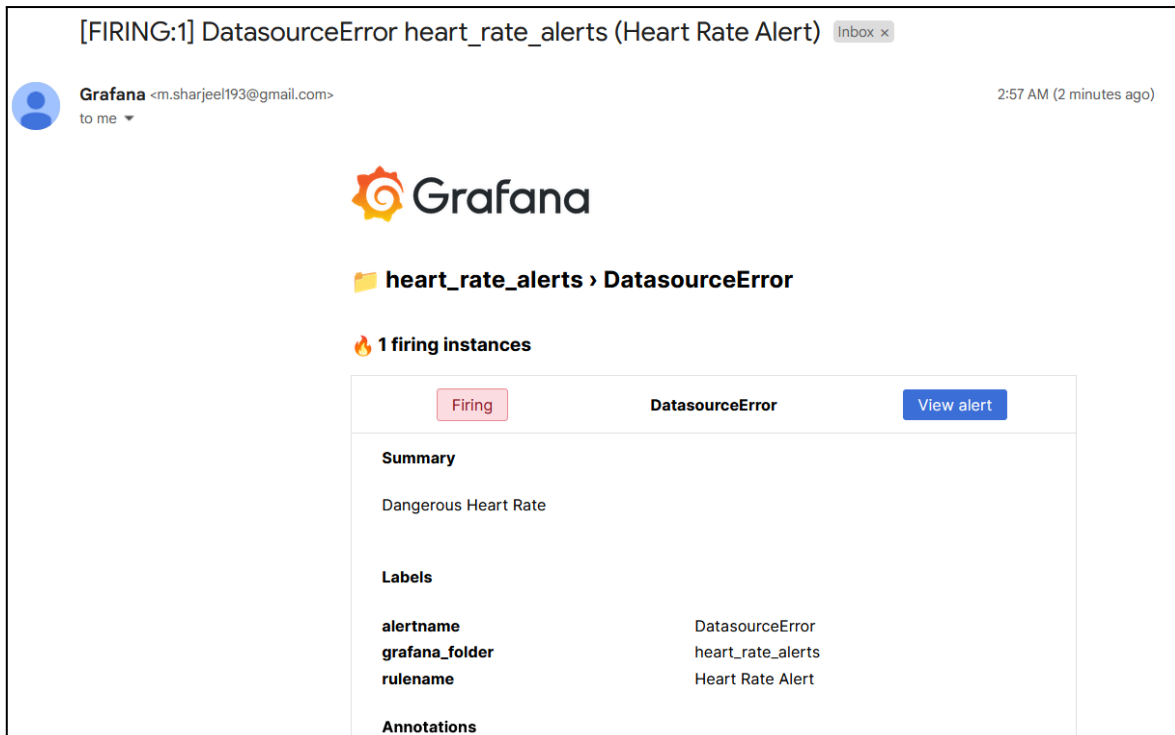 [FIRING:1] DatasourceError heart_rate_alerts (Heart Rate Alert) Inbox ×
Grafana <m.sharjeel193@gmail.com> 2:57 AM (2 minutes ago)
to me
Grafana
heart_rate_alerts › DatasourceError
1 firing instances
Firing DatasourceError View alert
Summary
Dangerous Heart Rate
Labels
alertname DatasourceError
grafana_folder heart_rate_alerts
rulename Heart Rate Alert
Annotations